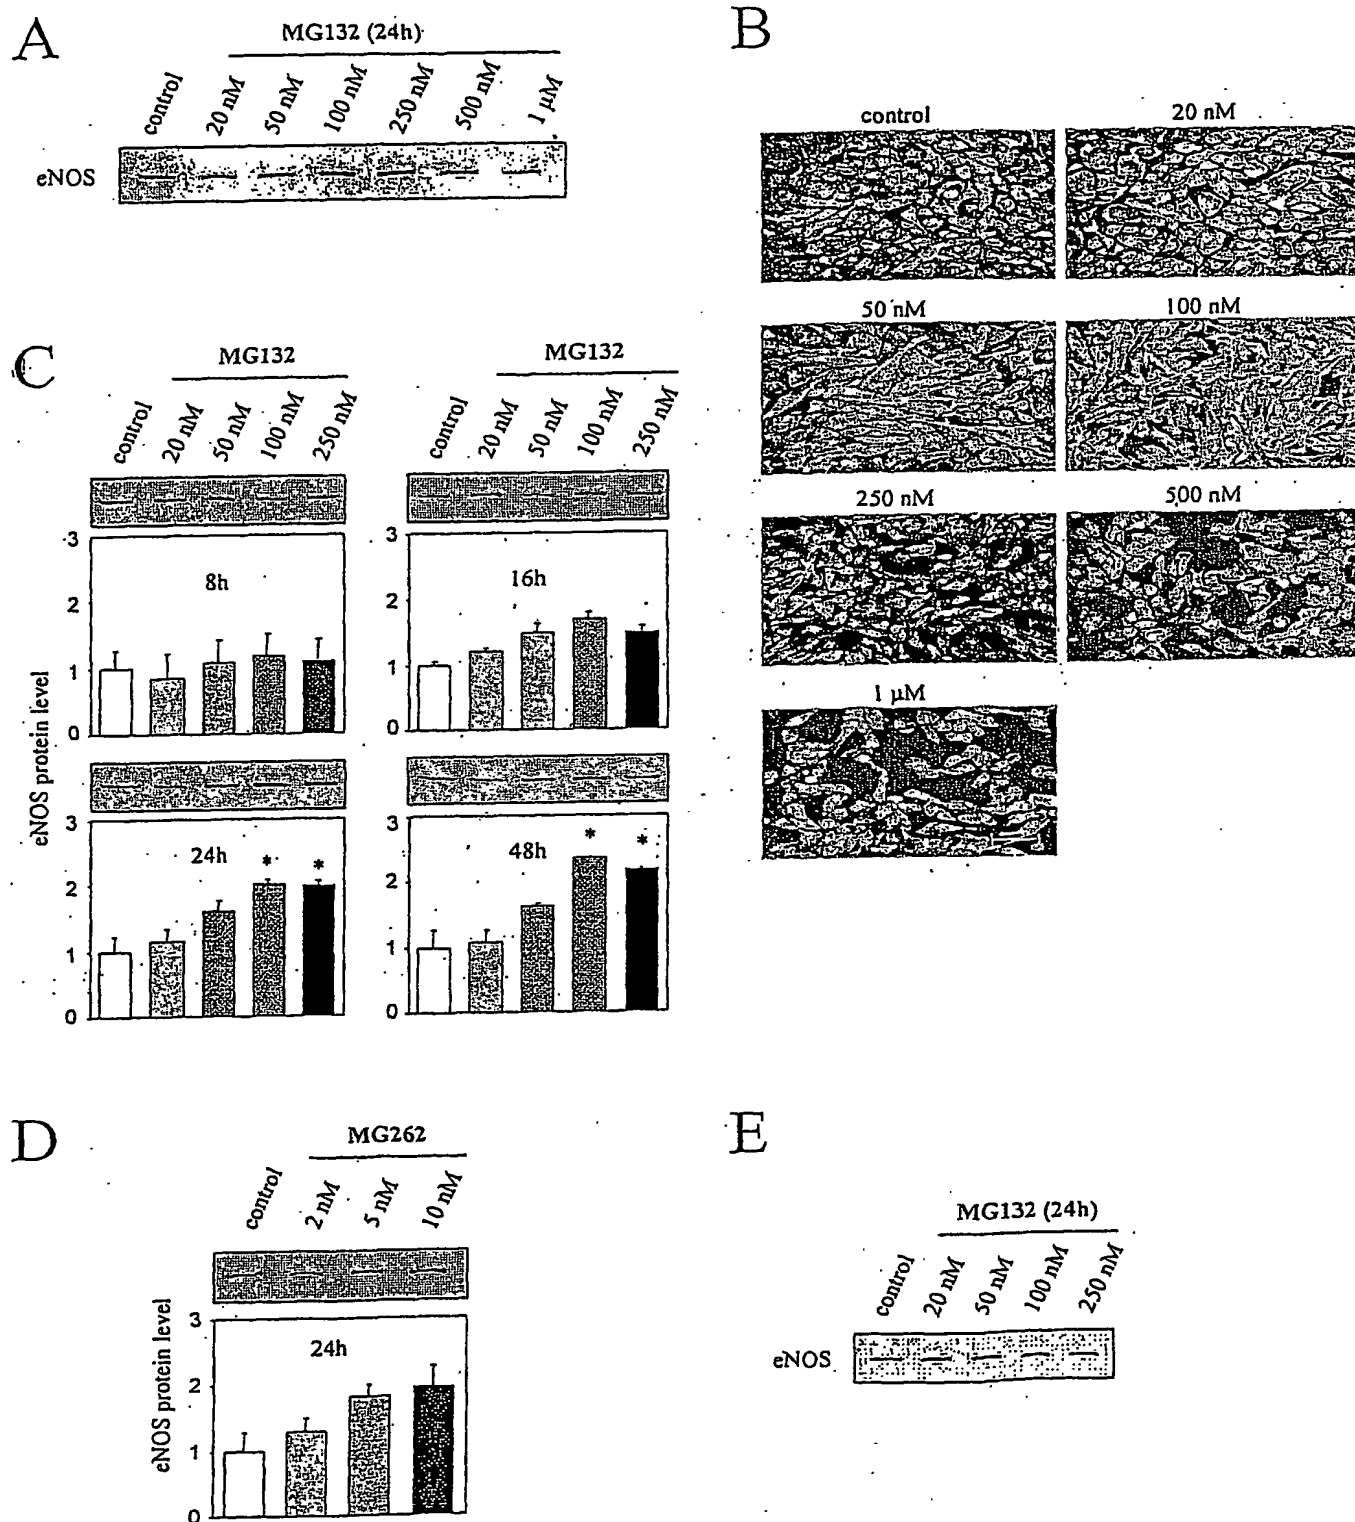 A
MG132 (24h)
control 20 nM 50 nM 100 nM 250 nM 500 nM 1 µM
eNOS
B
control 20 nM
50 nM 100 nM
250 nM 500 nM
1 µM
C
MG132 MG132
control 20 nM 50 nM 100 nM 250 nM control 20 nM 50 nM 100 nM 250 nM
eNOS protein level
3 3
8h 16h
2 2
1 1
0 0
3 3
24h * * 48h * *
2 2
1 1
0 0
D
MG262
control 2 nM 5 nM 10 nM
eNOS protein level
3
24h
2
1
0
E
MG132 (24h)
control 20 nM 50 nM 100 nM 250 nM
eNOS